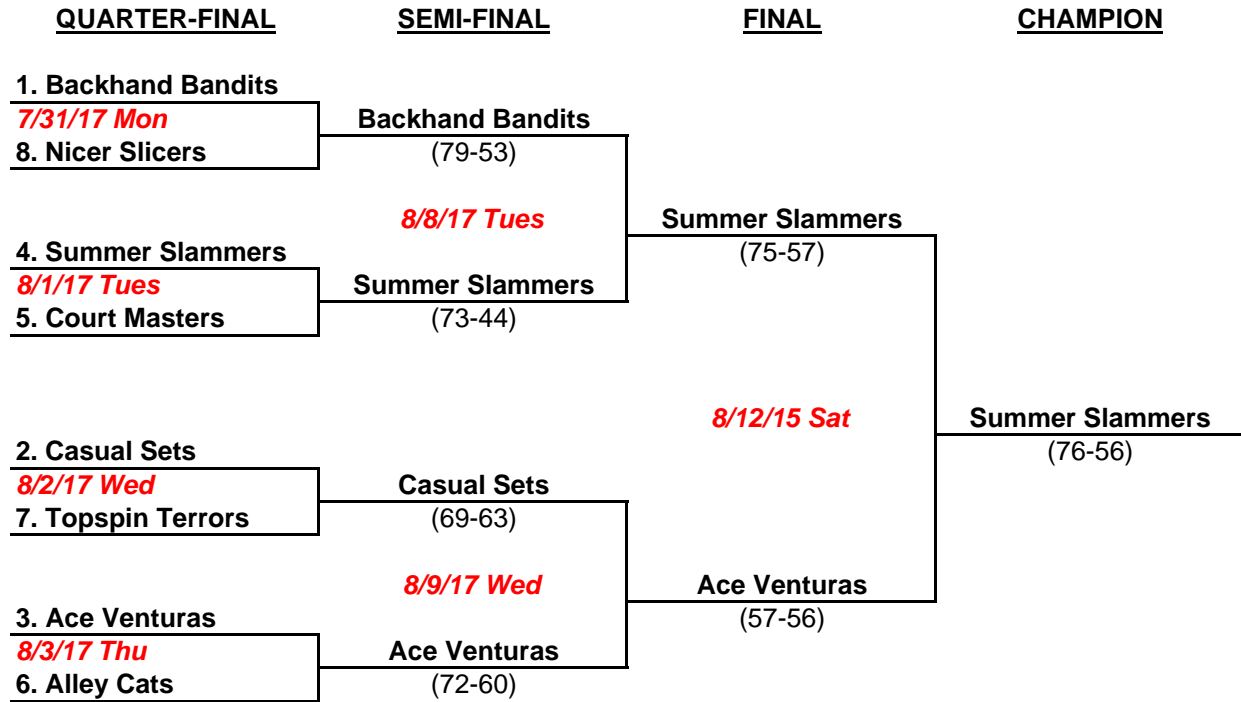 QUARTER-FINAL SEMI-FINAL FINAL CHAMPION
1. Backhand Bandits
7/31/17 Mon Backhand Bandits
8. Nicer Slicers (79-53)
8/8/17 Tues Summer Slammers
4. Summer Slammers (75-57)
8/1/17 Tues Summer Slammers
5. Court Masters (73-44)
8/12/15 Sat Summer Slammers
2. Casual Sets (76-56)
8/2/17 Wed Casual Sets
7. Topspin Terrors (69-63)
8/9/17 Wed Ace Venturas
3. Ace Venturas (57-56)
8/3/17 Thu Ace Venturas
6. Alley Cats (72-60)